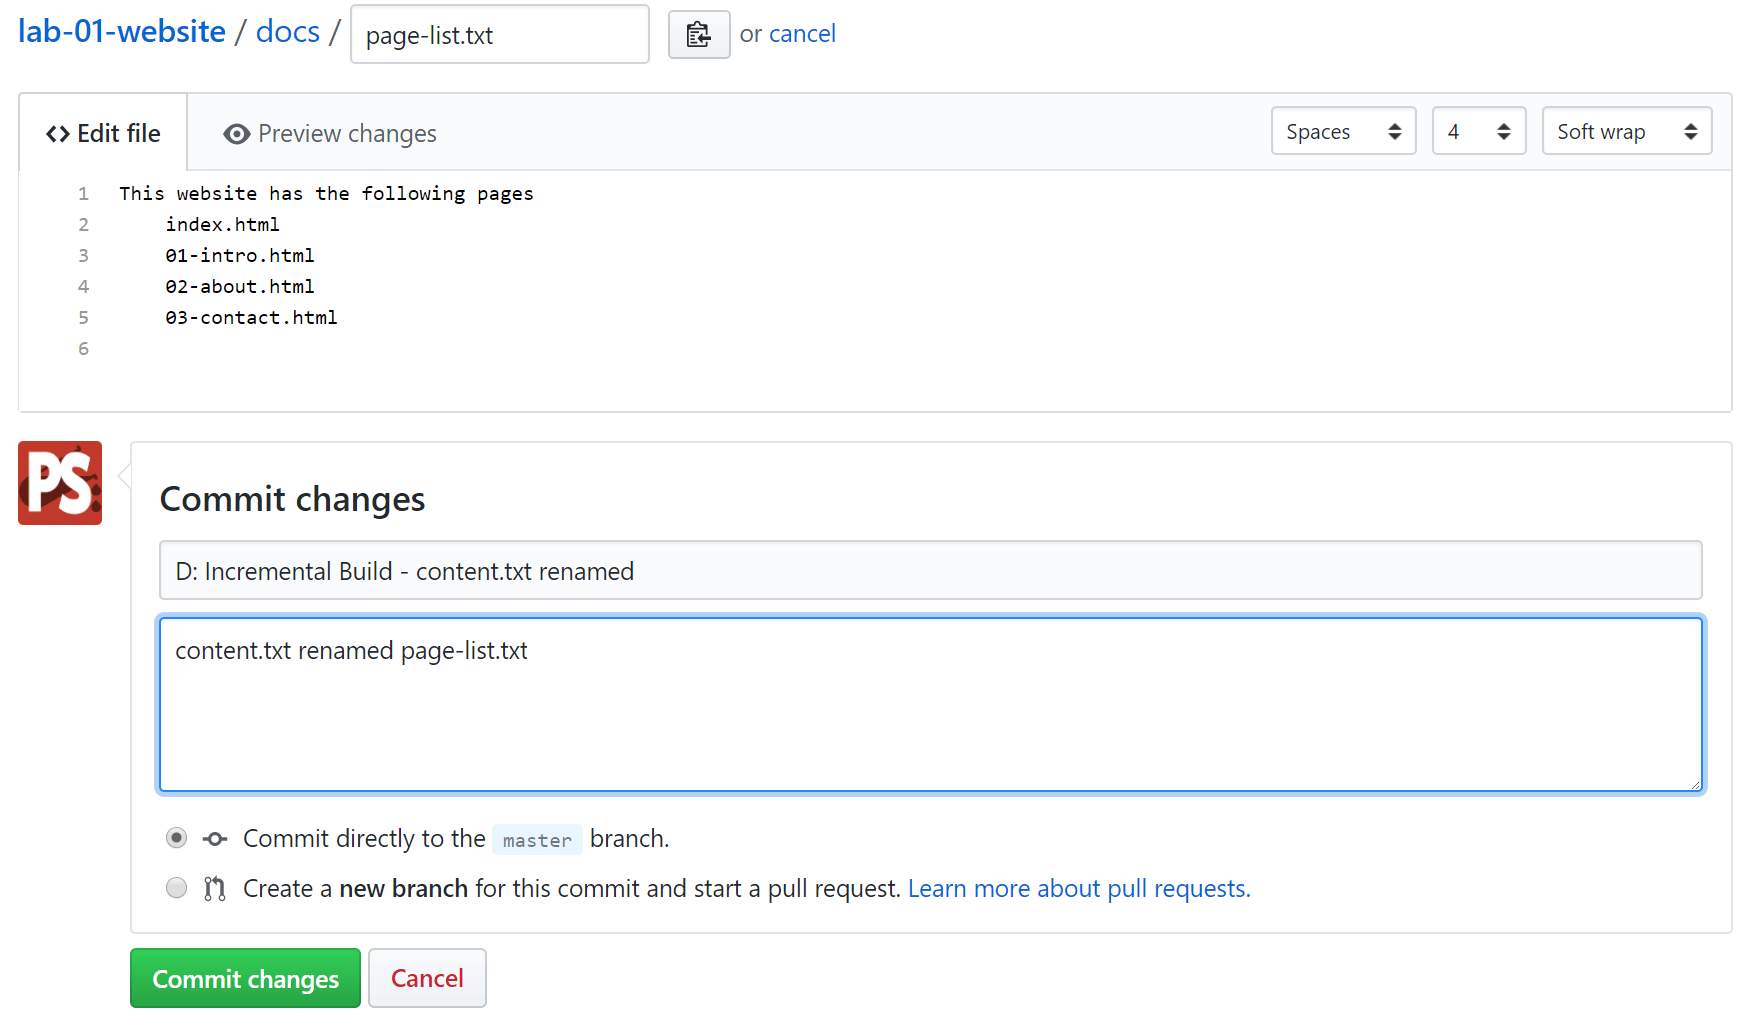 lab-01-website / docs / page-list.txt or cancel
<> Edit file Preview changes Spaces 4 Soft wrap
1 This website has the following pages
2 index.html
3 01-intro.html
4 02-about.html
5 03-contact.html
6
PS
Commit changes
D: Incremental Build - content.txt renamed
content.txt renamed page-list.txt
Commit directly to the master branch.
Create a new branch for this commit and start a pull request. Learn more about pull requests.
Commit changes Cancel